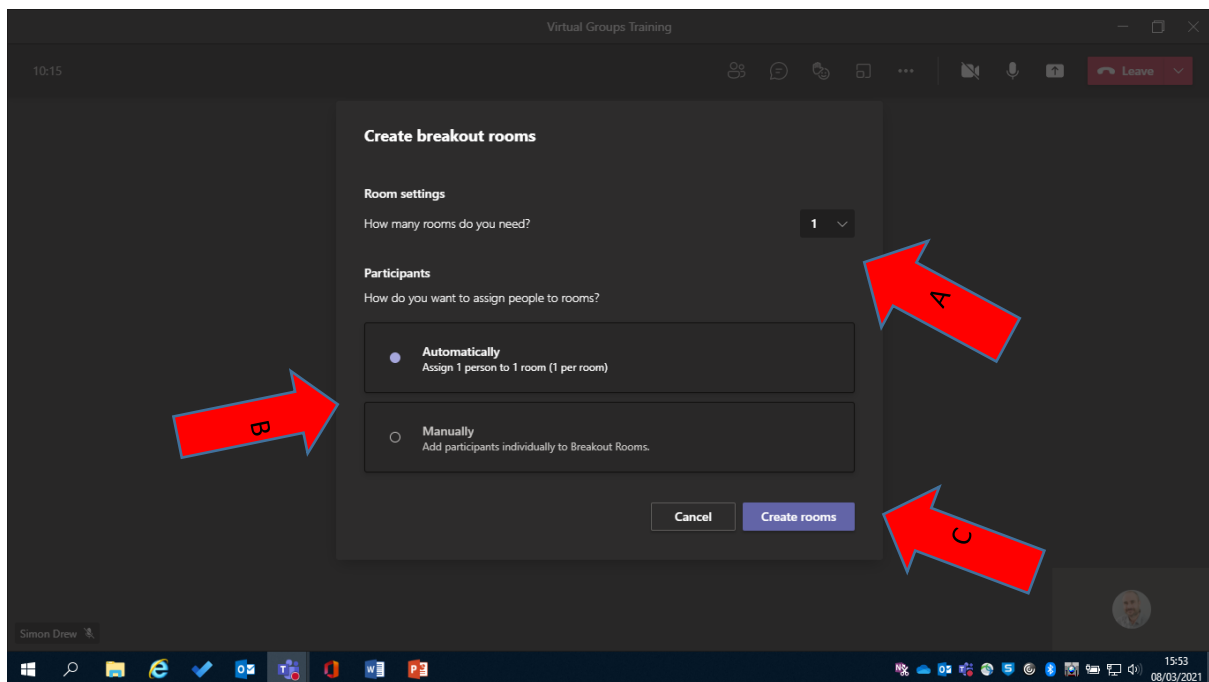 Virtual Groups Training
10:15
Leave
Create breakout rooms
Room settings
How many rooms do you need?
1
Participants
How do you want to assign people to rooms?
A
Automatically
Assign 1 person to 1 room (1 per room)
B
Manually
Add participants individually to Breakout Rooms.
Cancel
Create rooms
C
Simon Drew
15:53
08/03/2021